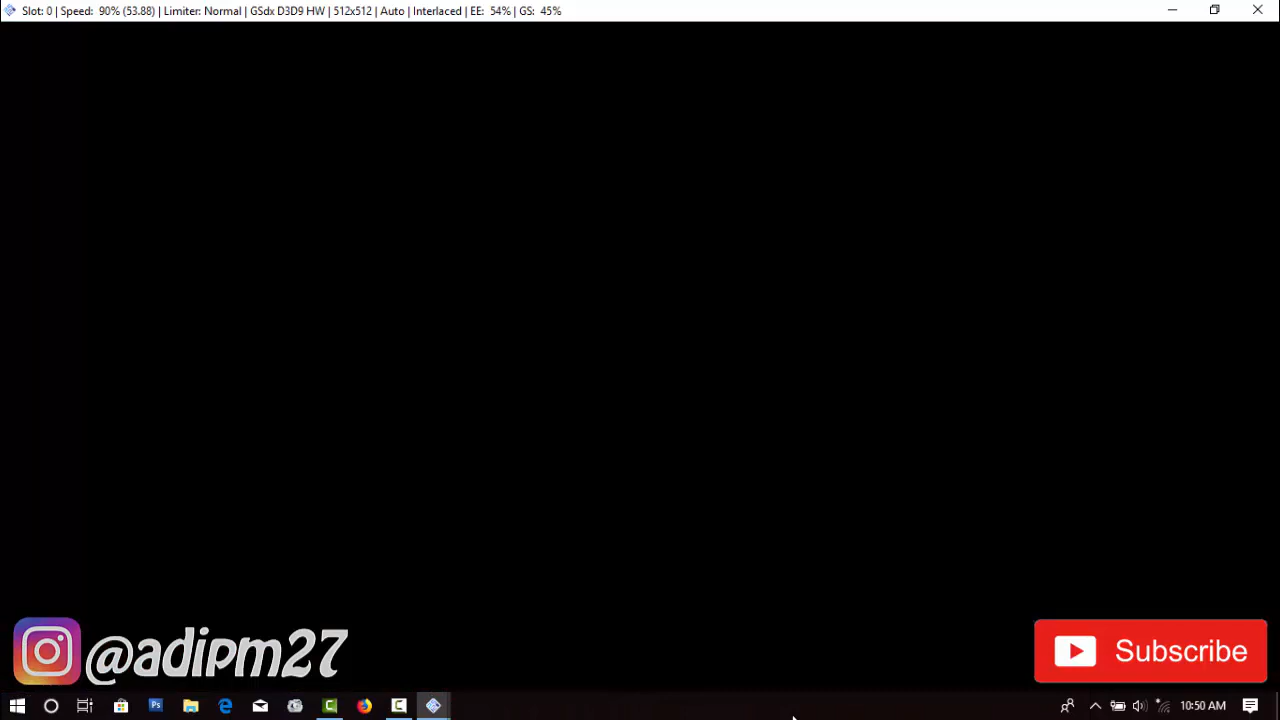 Slot: 0 | Speed: 90% (53.88) | Limiter: Normal | GSdx D3D9 HW | 512x512 | Auto | Interlaced | EE: 54% | GS: 45%
@adipm27
Subscribe
Ps
10:50 AM